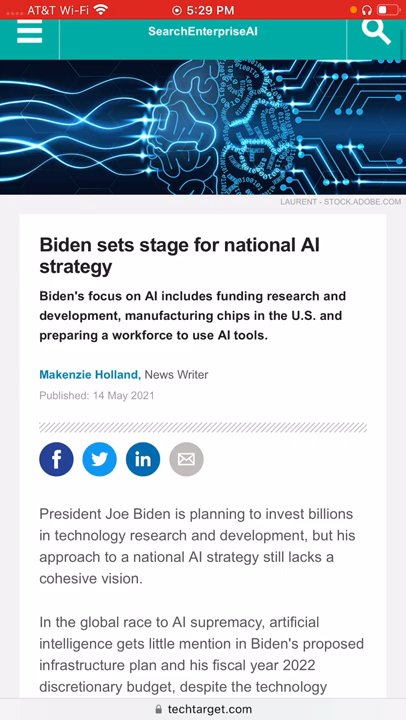 AT&T Wi-Fi 5:29 PM
SearchEnterpriseAI
LAURENT - STOCK.ADOBE.COM
Biden sets stage for national AI
strategy
Biden's focus on AI includes funding research and
development, manufacturing chips in the U.S. and
preparing a workforce to use AI tools.
Makenzie Holland, News Writer
Published: 14 May 2021
President Joe Biden is planning to invest billions
in technology research and development, but his
approach to a national AI strategy still lacks a
cohesive vision.
In the global race to AI supremacy, artificial
intelligence gets little mention in Biden's proposed
infrastructure plan and his fiscal year 2022
discretionary budget, despite the technology
techtarget.com